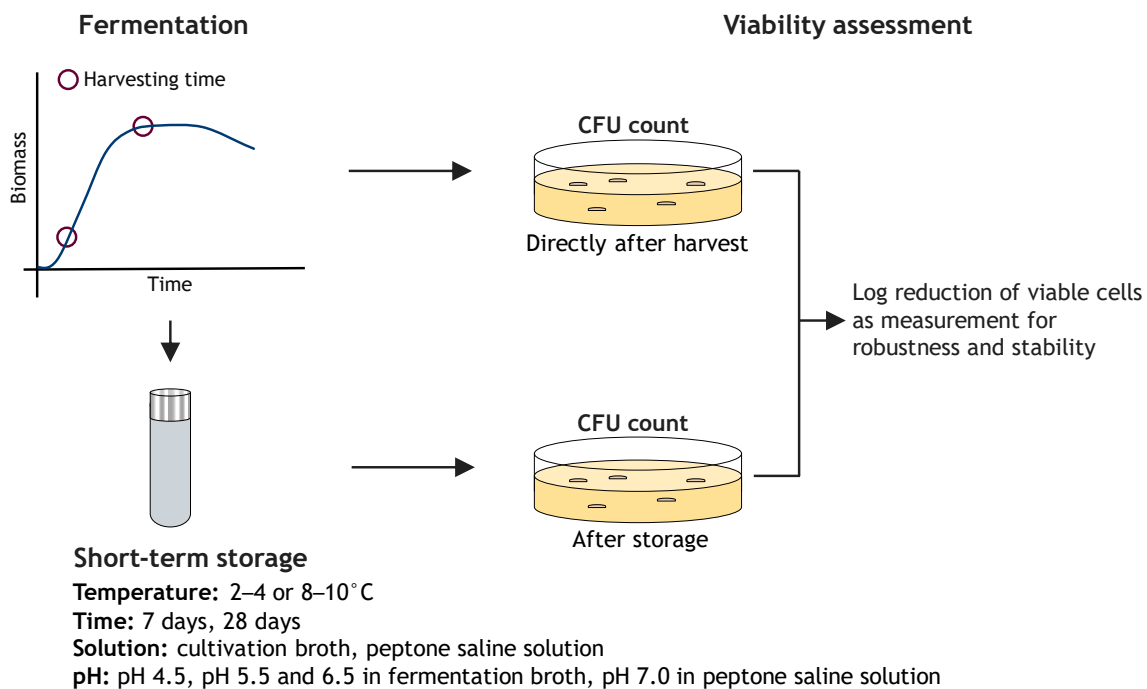 Fermentation
Viability assessment
Harvesting time
Biomass
Time
CFU count
Directly after harvest
Log reduction of viable cells
as measurement for
robustness and stability
CFU count
After storage
Short-term storage
Temperature: 2–4 or 8–10°C
Time: 7 days, 28 days
Solution: cultivation broth, peptone saline solution
pH: pH 4.5, pH 5.5 and 6.5 in fermentation broth, pH 7.0 in peptone saline solution